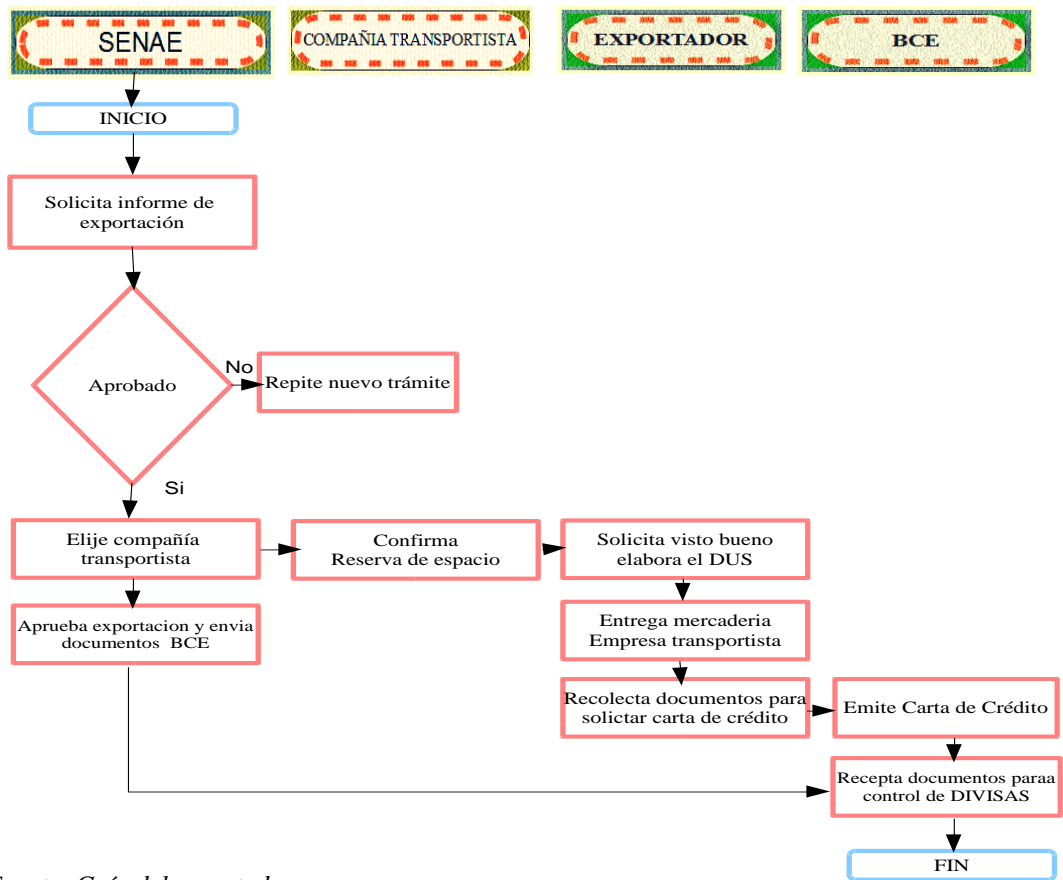 SENAE
COMPAÑIA TRANSPORTISTA
EXPORTADOR
BCE
INICIO
Solicita informe de
exportación
Aprobado
No
Repite nuevo trámite
Si
Elije compañía
transportista
Confirma
Reserva de espacio
Solicita visto bueno
elabora el DUS
Aprueba exportacion y envia
documentos BCE
Entrega mercaderia
Empresa transportista
Recolecta documentos para
solictar carta de crédito
Emite Carta de Crédito
Recepta documentos paraa
control de DIVISAS
FIN